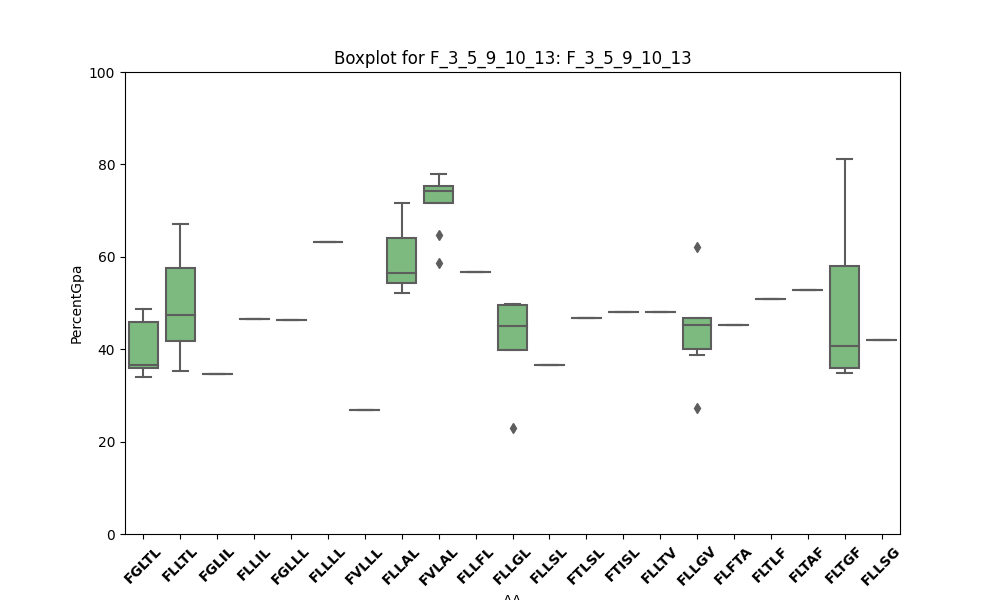 Boxplot for F_3_5_9_10_13: F_3_5_9_10_13
100
80
60
40
20
0
PercentGpa
FGLTL FLLTL FGLIL FLLIL FGLLL FLLLL FVLLL FLLAL FVLAL FLLFL FLLGL FLLSL FTLSL FTISL FLLTV FLLGV FLFTA FLTLF FLTAF FLTGF FLLSG
AA